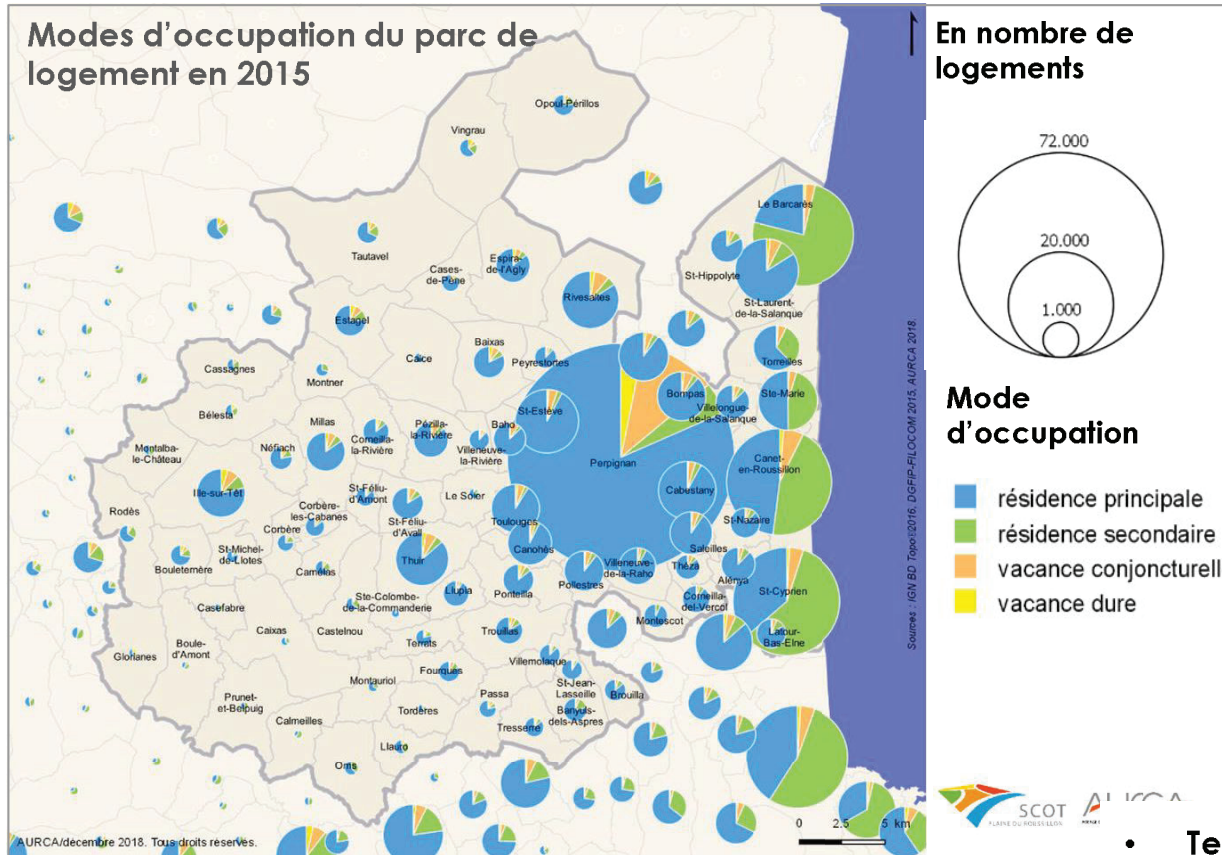 Modes d'occupation du parc de
logement en 2015
En nombre de
logements
72.000
20.000
1.000
Mode
d'occupation
résidence principale
résidence secondaire
vacance conjoncturell
vacance dure
Opoul-Périllos
Vingrau
Le Barcarès
Tautavel
Cases-
de-Pene
Espira-
de-l'Agly
St-Hippolyte
Rivesaltes
St-Laurent-
de-la-Salanque
Estagel
Baixas
Calce
Peyrestortes
Torreilles
Cassagnes
Montner
Bompas
Ste-Marie
Villelongue-
de-la-Salanque
Bélesta
Millas
St-Estève
Baho
Pézilla-
la-Rivière
Corneilla-
la-Rivière
Villeneuve-
la-Rivière
Montalba-
le-Château
Néfiach
Perpignan
Canet-
en-Roussillon
Ille-sur-Têt
St-Féliu-
d'Amont
Le Soler
Cabestany
Rodès
Corbère-
les-Cabanes
Corbère
St-Féliu-
d'Avall
Toulouges
St-Nazaire
St-Michel-
de-Llotes
Canohès
Saleilles
Bouleternère
Camélas
Thuir
Villeneuve-
de-la-Raho
Théza
Alénya
Llupia
Ponteilla
Pollestres
St-Cyprien
Casefabre
Ste-Colombe-
de-la-Commanderie
Corneilla-
del-Vercol
Montescot
Caixas
Castelnou
Terrats
Trouillas
Latour-
Bas-Elne
Glorianes
Boule-
d'Amont
Villemolaque
Fourques
St-Jean-
Lasseille
Montauriol
Passa
Brouilla
Prunet-
et-Belpuig
Tordères
Banyuls-
dels-Aspres
Calmeilles
Tresserre
Llauro
Oms
Sources : IGN BD Topo®2016, DGFIP-FILOCOM 2015, AURCA 2018.
0 2.5 5 km
AURCA/décembre 2018. Tous droits réservés.
SCOT
PLAINE DU ROUSSILLON
• Te